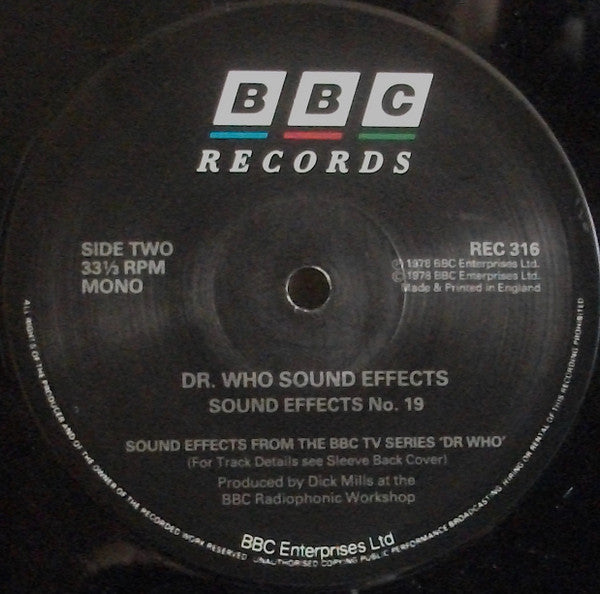 BBC
RECORDS
SIDE TWO
33⅓ RPM
MONO
REC 316
℗ 1978 BBC Enterprises Ltd.
© 1978 BBC Enterprises Ltd.
Made & Printed in England
DR. WHO SOUND EFFECTS
SOUND EFFECTS No. 19
SOUND EFFECTS FROM THE BBC TV SERIES 'DR WHO'
(For Track Details see Sleeve Back Cover)
Produced by Dick Mills at the
BBC Radiophonic Workshop
BBC Enterprises Ltd
ALL RIGHTS OF THE PRODUCER AND OF THE OWNER OF THE RECORDED WORK RESERVED. UNAUTHORISED COPYING PUBLIC PERFORMANCE BROADCASTING HIRING OR RENTAL OF THIS RECORDING PROHIBITED